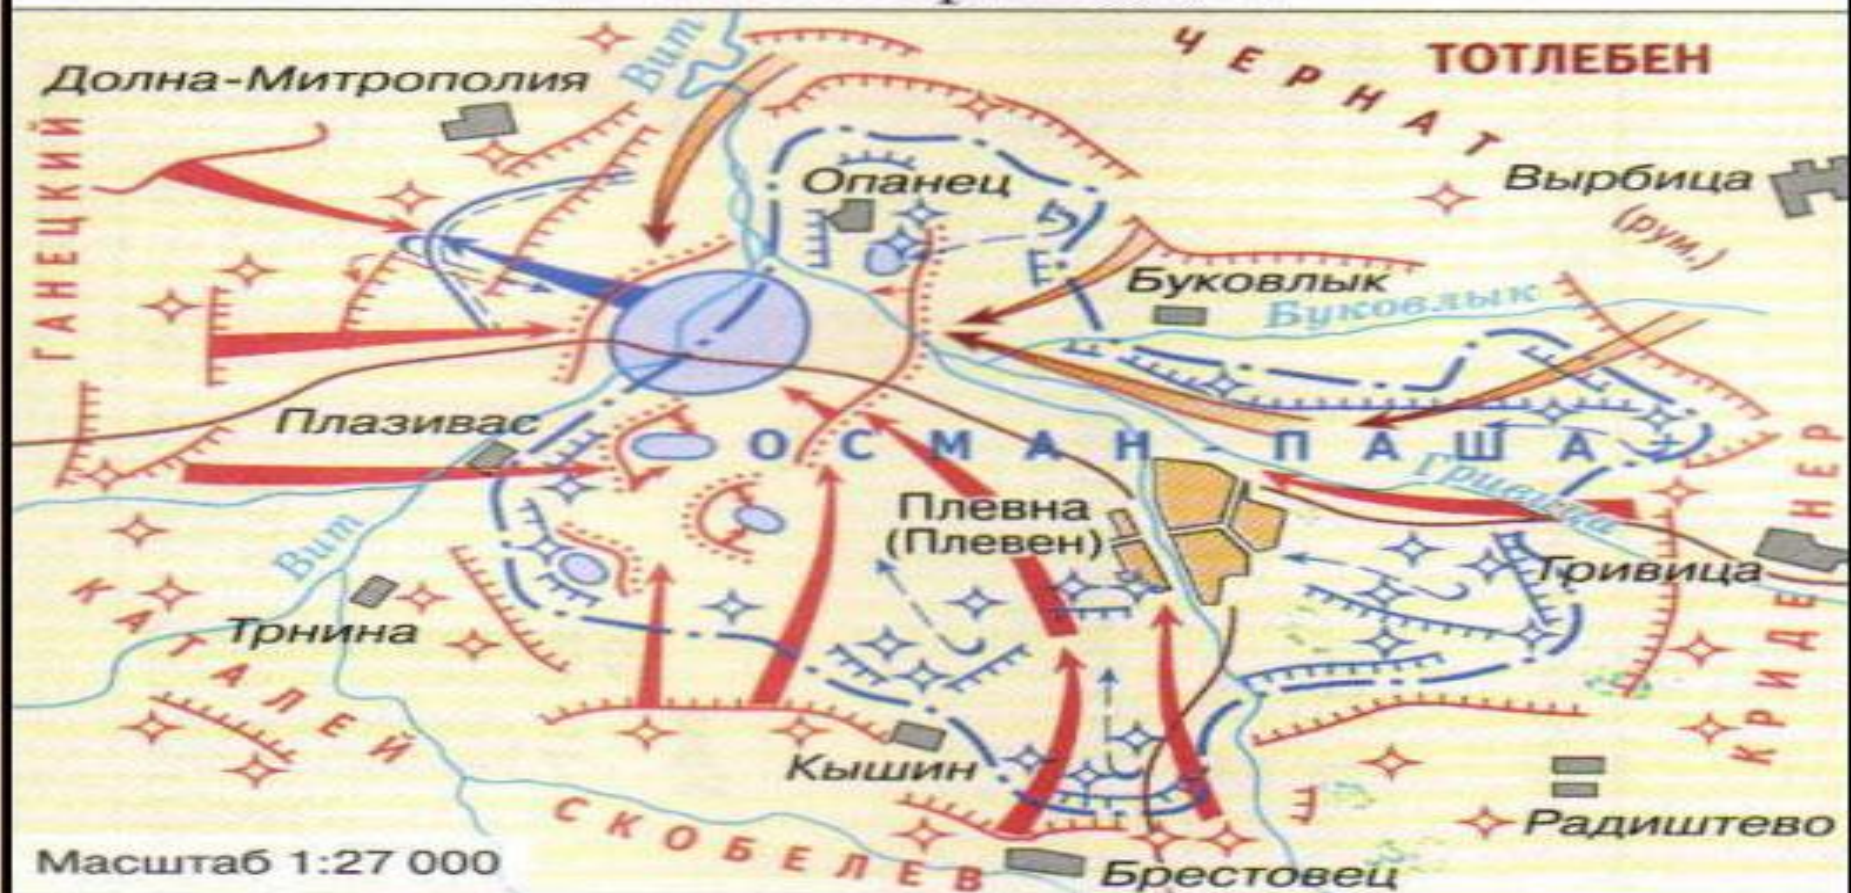 Вит
ЧЕРНАТ
ТОТЛЕБЕН
Долна-Митрополия
ГАНЕЦКИЙ
Опанец
Вырбица
(рум.)
Буковлык
Буковлык
Плазивас
ОСМАН-ПАША
Гривица
Плевна
(Плевен)
КРИДЕНЕР
Вит
Гривица
КАТАЛЕЙ
Трнина
Кышин
СКОБЕЛЕВ
Радиштево
Масштаб 1:27 000
Брестовец